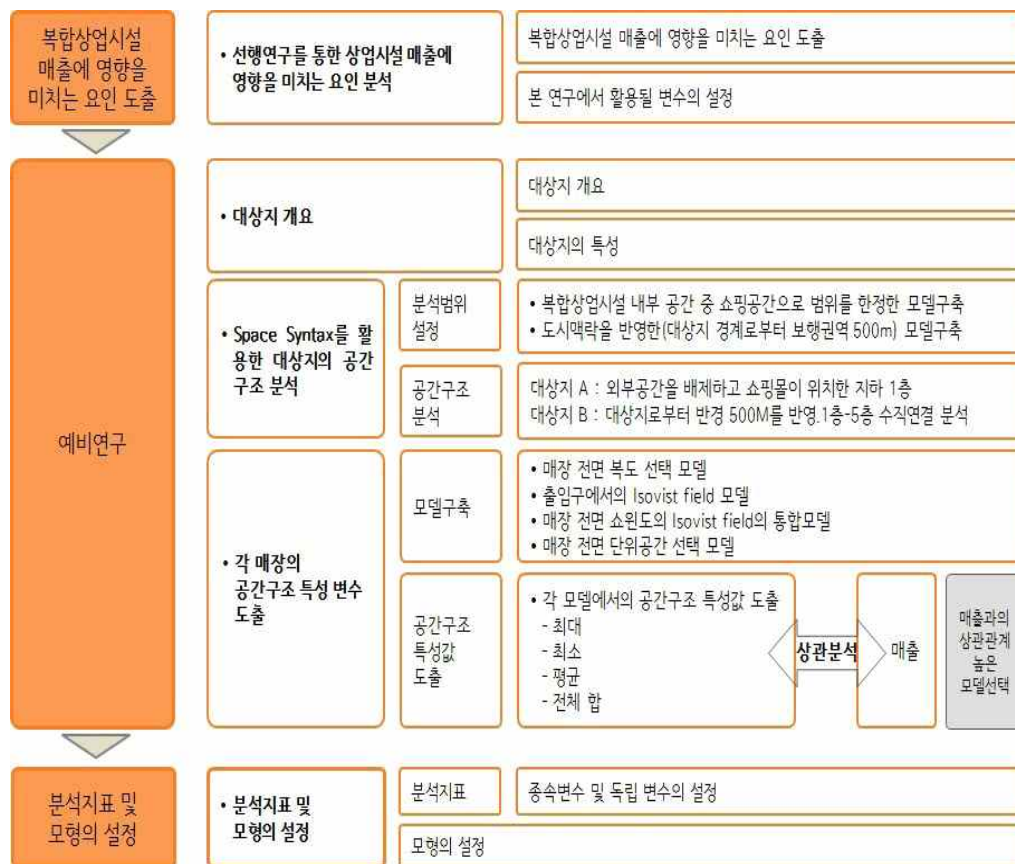 복합상업시설
매출에 영향을
미치는 요인 도출
• 선행연구를 통한 상업시설 매출에
영향을 미치는 요인 분석
복합상업시설 매출에 영향을 미치는 요인 도출
본 연구에서 활용될 변수의 설정
예비연구
• 대상지 개요
대상지 개요
대상지의 특성
• Space Syntax를 활
용한 대상지의 공간
구조 분석
분석범위
설정
• 복합상업시설 내부 공간 중 쇼핑공간으로 범위를 한정한 모델구축
• 도시맥락을 반영한(대상지 경계로부터 보행권역 500m) 모델구축
공간구조
분석
대상지 A : 외부공간을 배제하고 쇼핑몰이 위치한 지하 1층
대상지 B : 대상지로부터 반경 500M를 반영.1층-5층 수직연결 분석
• 각 매장의
공간구조 특성 변수
도출
모델구축
• 매장 전면 복도 선택 모델
• 출입구에서의 Isovist field 모델
• 매장 전면 쇼윈도의 Isovist field의 통합모델
• 매장 전면 단위공간 선택 모델
공간구조
특성값
도출
• 각 모델에서의 공간구조 특성값 도출
- 최대
- 최소
- 평균
- 전체 합
상관분석
매출
매출과의
상관관계
높은
모델선택
분석지표 및
모형의 설정
• 분석지표 및
모형의 설정
분석지표
종속변수 및 독립 변수의 설정
모형의 설정